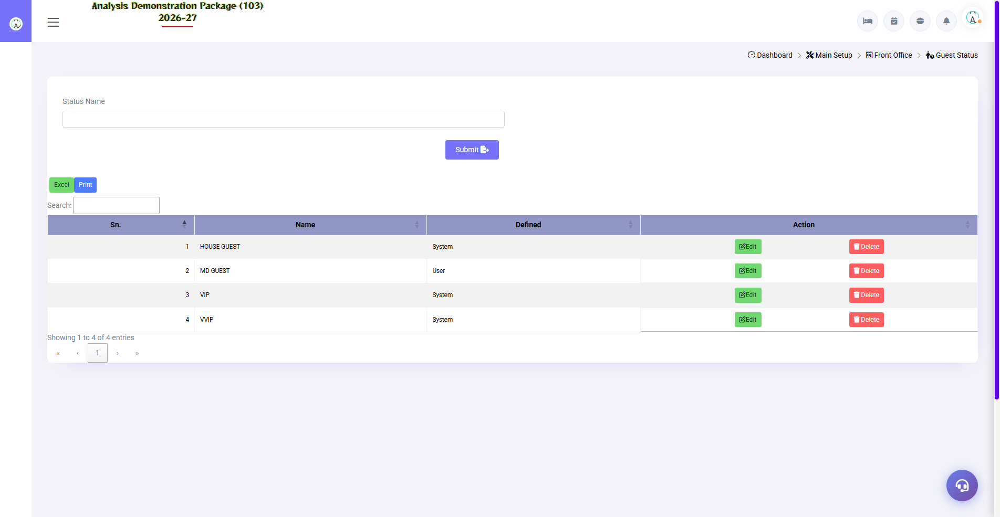 Analysis Demonstration Package (103)
2026-27
Dashboard > Main Setup > Front Office > Guest Status
Status Name
Submit
Excel Print
Search:
Sn. Name Defined Action
1 HOUSE GUEST System Edit Delete
2 MD GUEST User Edit Delete
3 VIP System Edit Delete
4 VVIP System Edit Delete
Showing 1 to 4 of 4 entries
« ‹ 1 › »